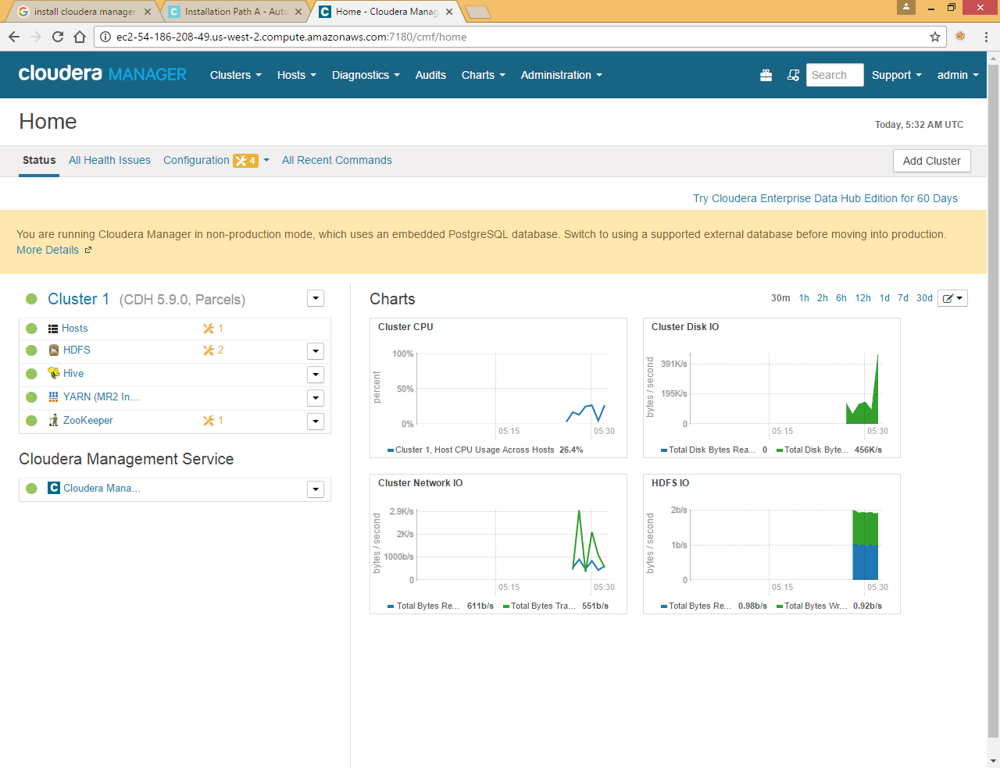 install cloudera manager
Installation Path A - Auto
Home - Cloudera Manag
ec2-54-186-208-49.us-west-2.compute.amazonaws.com:7180/cmf/home
cloudera MANAGER Clusters Hosts Diagnostics Audits Charts Administration Search Support admin
Home
Today, 5:32 AM UTC
Status All Health Issues Configuration 4 All Recent Commands Add Cluster
Try Cloudera Enterprise Data Hub Edition for 60 Days
You are running Cloudera Manager in non-production mode, which uses an embedded PostgreSQL database. Switch to using a supported external database before moving into production.
More Details
Cluster 1 (CDH 5.9.0, Parcels)
Hosts 1
HDFS 2
Hive
YARN (MR2 In...
ZooKeeper 1
Cloudera Management Service
C Cloudera Mana...
Charts
30m 1h 2h 6h 12h 1d 7d 30d
Cluster CPU
percent
100%
50%
0%
05:15 05:30
Cluster 1, Host CPU Usage Across Hosts 26.4%
Cluster Disk IO
bytes / second
391K/s
195K/s
0
05:15 05:30
Total Disk Bytes Rea... 0 Total Disk Byte... 456K/s
Cluster Network IO
bytes / second
2.9K/s
2K/s
1000b/s
0
05:15 05:30
Total Bytes Re... 611b/s Total Bytes Tra... 551b/s
HDFS IO
bytes / second
2b/s
1b/s
0
05:15 05:30
Total Bytes Re... 0.98b/s Total Bytes Wr... 0.92b/s